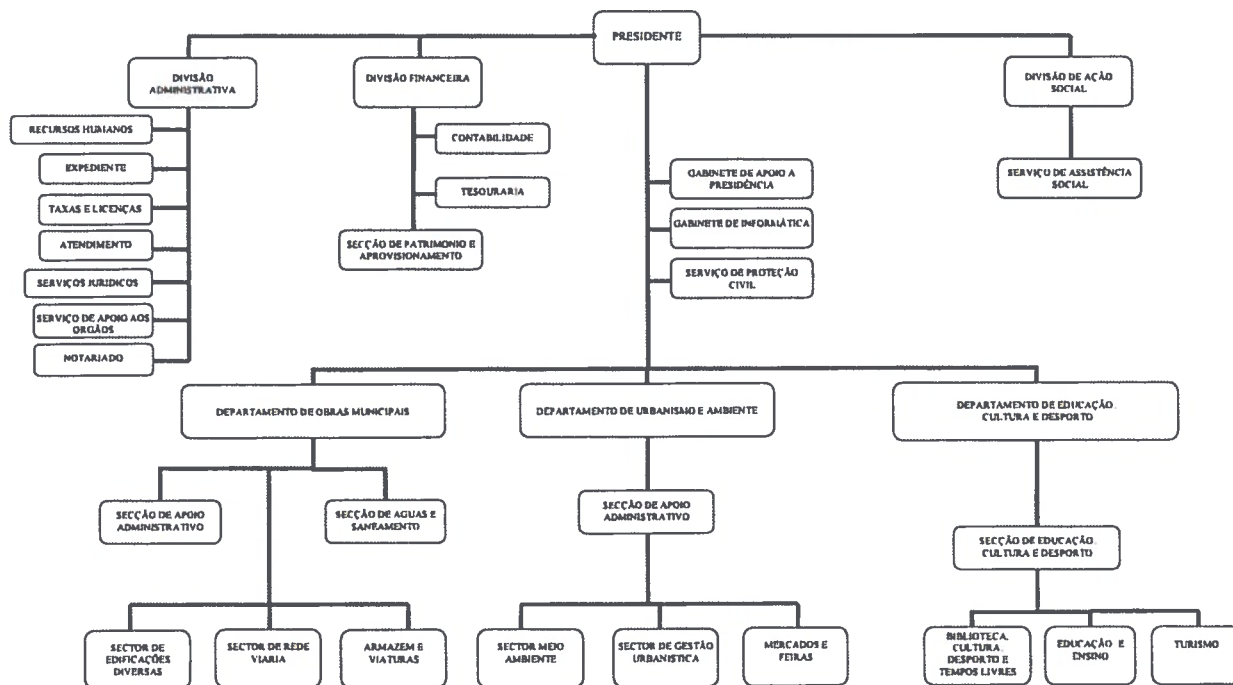 PRESIDENTE
DIVISÃO
ADMINISTRATIVA
DIVISÃO FINANCEIRA
DIVISÃO DE AÇÃO
SOCIAL
RECURSOS HUMANOS
EXPEDIENTE
TAXAS E LICENÇAS
ATENDIMENTO
SERVIÇOS JURIDICOS
SERVIÇO DE APOIO AOS
ORGÃOS
NOTARIADO
CONTABILIDADE
TESOURARIA
SECÇÃO DE PATRIMONIO E
APROVISIONAMENTO
GABINETE DE APOIO A
PRESIDÊNCIA
GABINETE DE INFORMÀTICA
SERVIÇO DE PROTEÇÃO
CIVIL
SERVIÇO DE ASSISTÊNCIA
SOCIAL
DEPARTAMENTO DE OBRAS MUNICIPAIS
DEPARTAMENTO DE URBANISMO E AMBIENTE
DEPARTAMENTO DE EDUCAÇÃO,
CULTURA E DESPORTO
SECÇÃO DE APOIO
ADMINISTRATIVO
SECÇÃO DE AGUAS E
SANEAMENTO
SECÇÃO DE APOIO
ADMINISTRATIVO
SECÇÃO DE EDUCAÇÃO,
CULTURA E DESPORTO
SECTOR DE
EDIFICAÇÕES
DIVERSAS
SECTOR DE REDE
VIARIA
ARMAZEM E
VIATURAS
SECTOR MEIO
AMBIENTE
SECTOR DE GESTÃO
URBANISTICA
MERCADOS E
FEIRAS
BIBLIOTECA,
CULTURA,
DESPORTO E
TEMPOS LIVRES
EDUCAÇÃO E
ENSINO
TURISMO